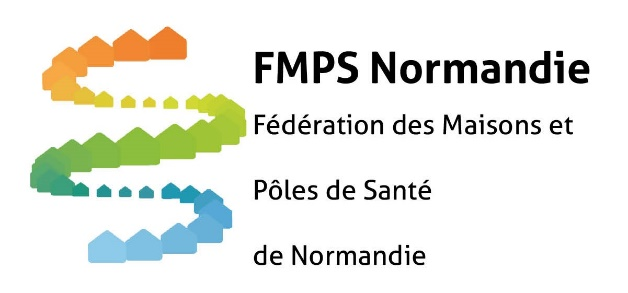 FMPS Normandie
Fédération des Maisons et
Pôles de Santé
de Normandie